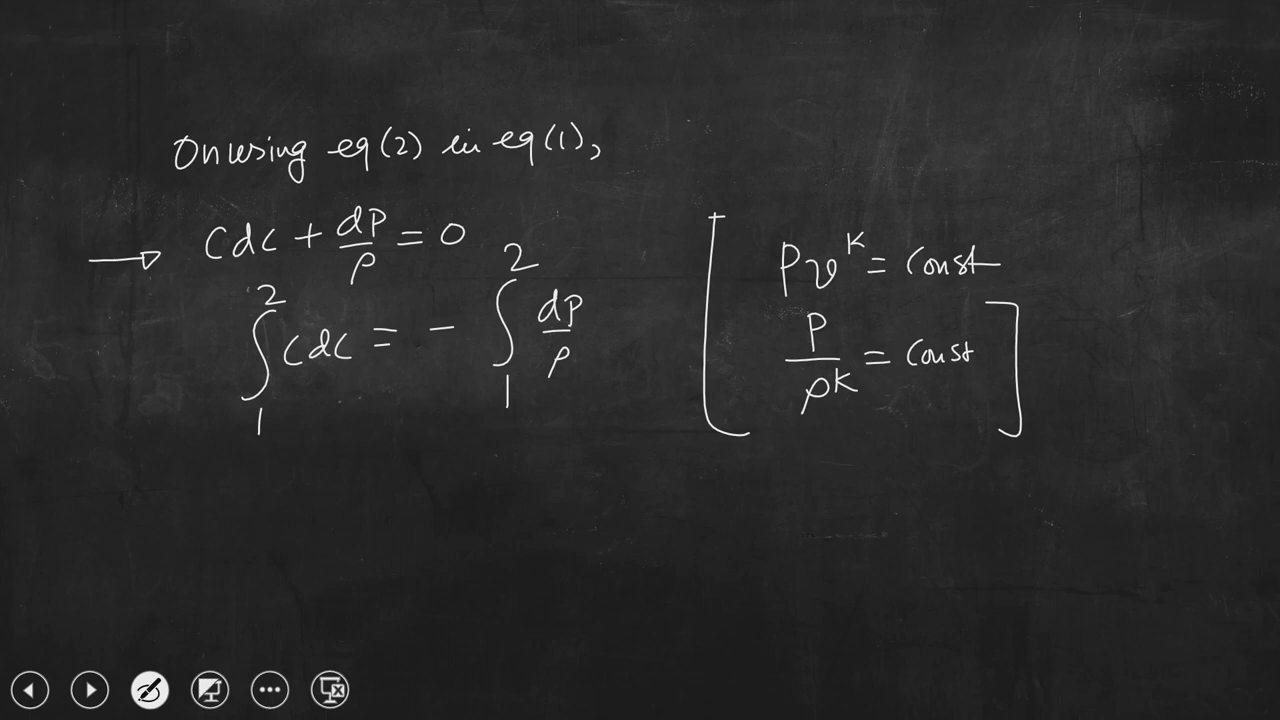 On using eq(2) in eq(1),
→ CdC + dP/ρ = 0
∫₁² CdC = - ∫₁² dP/ρ
[ Pv^K = Const
P/ρ^K = Const ]